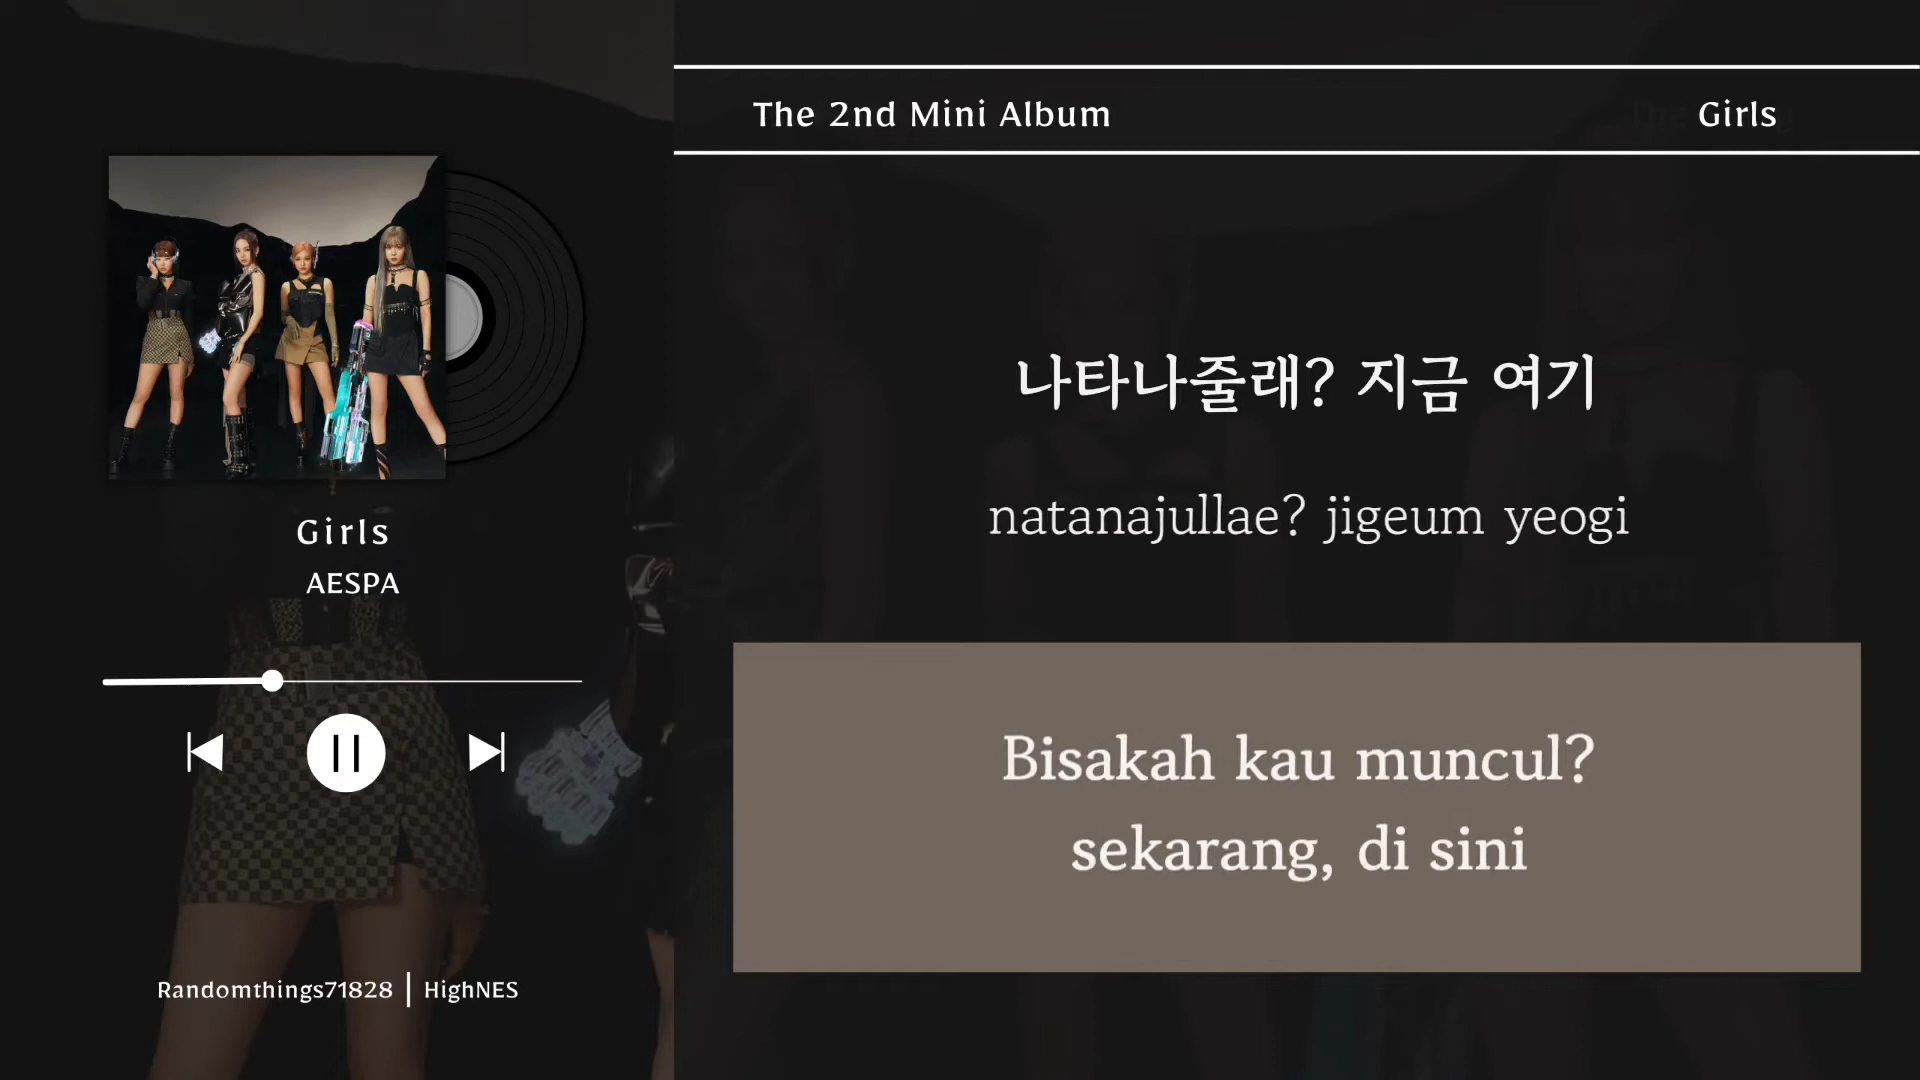 The 2nd Mini Album
Girls
나타나줄래? 지금 여기
natanajullae? jigeum yeogi
Bisakah kau muncul?
sekarang, di sini
Girls
AESPA
Randomthings71828 | HighNES